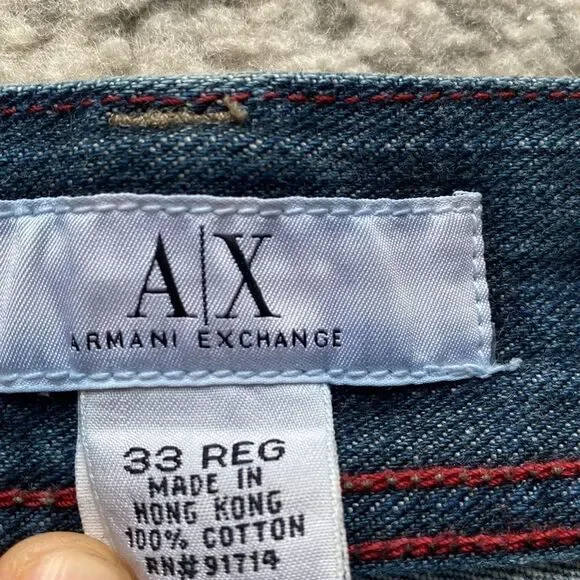 A|X
ARMANI EXCHANGE
33 REG
MADE IN
HONG KONG
100% COTTON
RN# 91714